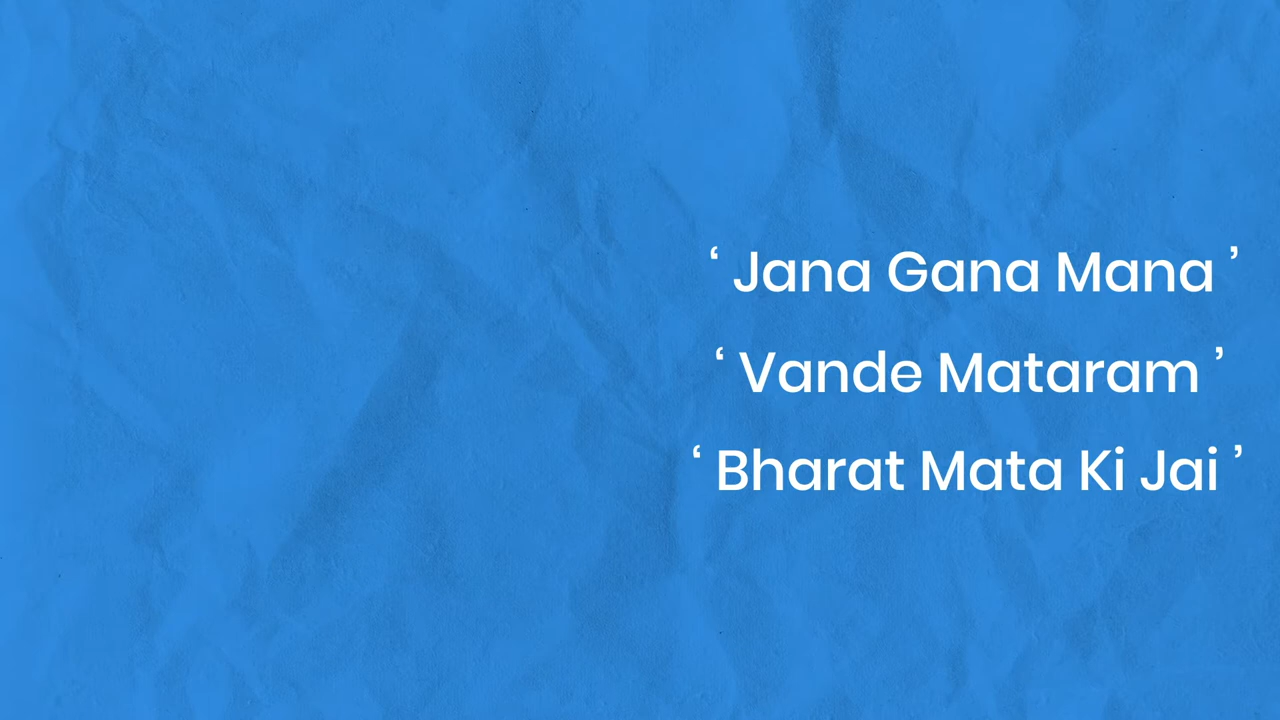 ‘ Jana Gana Mana ’
‘ Vande Mataram ’
‘ Bharat Mata Ki Jai ’